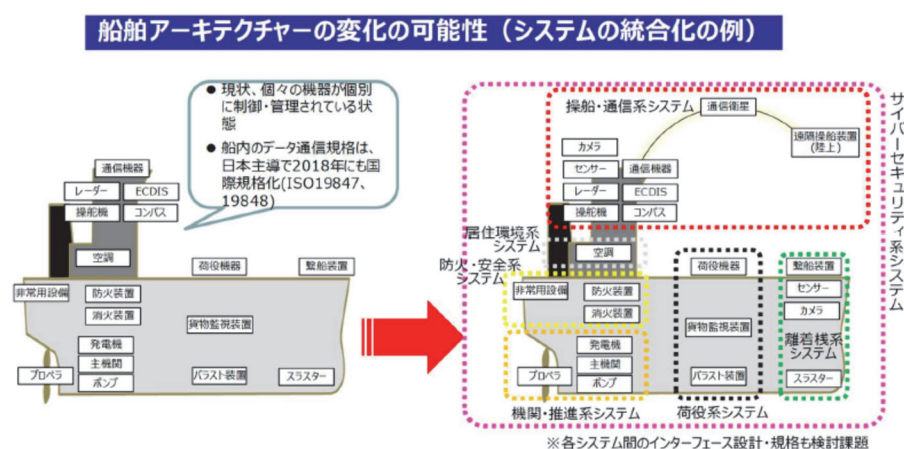 船舶アーキテクチャーの変化の可能性（システムの統合化の例）
● 現状、個々の機器が個別
に制御・管理されている状
態
● 船内のデータ通信規格は、
日本主導で2018年にも国
際規格化(ISO19847、
19848)
通信機器
レーダー
ECDIS
操舵機
コンパス
空調
荷役機器
繋船装置
非常用設備
防火装置
消火装置
貨物監視装置
発電機
主機関
プロペラ
ポンプ
バラスト装置
スラスター
サイバーセキュリティ系システム
操船・通信系システム
通信衛星
遠隔操船装置
(陸上)
カメラ
センサー
通信機器
レーダー
ECDIS
操舵機
コンパス
居住環境系
システム
空調
防火・安全系
システム
荷役機器
繋船装置
非常用設備
防火装置
センサー
消火装置
カメラ
貨物監視装置
離着桟系
システム
発電機
主機関
プロペラ
ポンプ
バラスト装置
スラスター
機関・推進系システム
荷役系システム
※各システム間のインターフェース設計・規格も検討課題